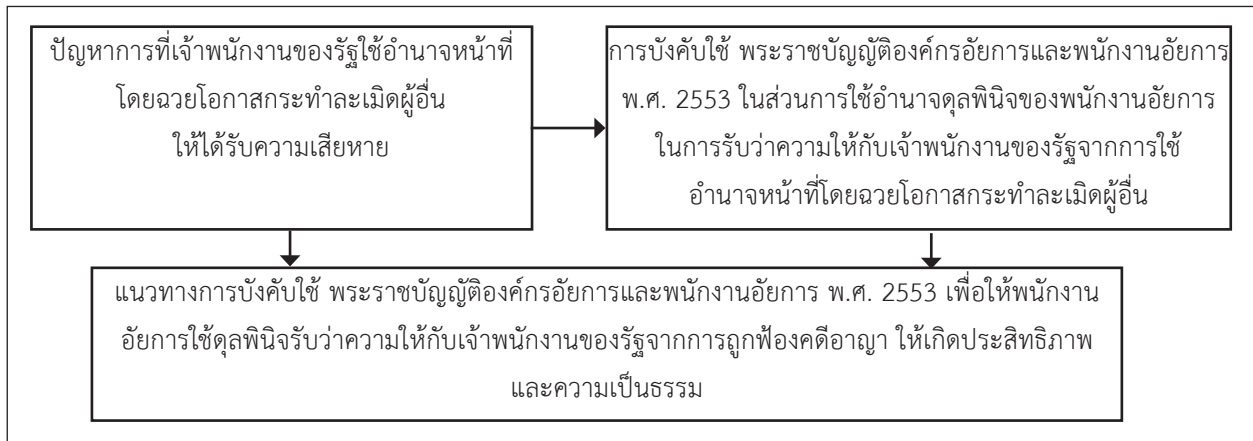 ปัญหาการที่เจ้าพนักงานของรัฐใช้อำนาจหน้าที่
โดยฉวยโอกาสกระทำละเมิดผู้อื่น
ให้ได้รับความเสียหาย
การบังคับใช้ พระราชบัญญัติองค์กรอัยการและพนักงานอัยการ
พ.ศ. 2553 ในส่วนการใช้อำนาจดุลพินิจของพนักงานอัยการ
ในการรับว่าความให้กับเจ้าพนักงานของรัฐจากการใช้
อำนาจหน้าที่โดยฉวยโอกาสกระทำละเมิดผู้อื่น
แนวทางการบังคับใช้ พระราชบัญญัติองค์กรอัยการและพนักงานอัยการ พ.ศ. 2553 เพื่อให้พนักงาน
อัยการใช้ดุลพินิจรับว่าความให้กับเจ้าพนักงานของรัฐจากการถูกฟ้องคดีอาญา ให้เกิดประสิทธิภาพ
และความเป็นธรรม